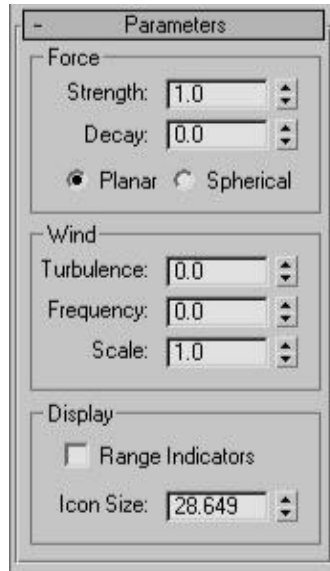 - Parameters
Force
Strength: 1.0
Decay: 0.0
Planar Spherical
Wind
Turbulence: 0.0
Frequency: 0.0
Scale: 1.0
Display
Range Indicators
Icon Size: 28.649